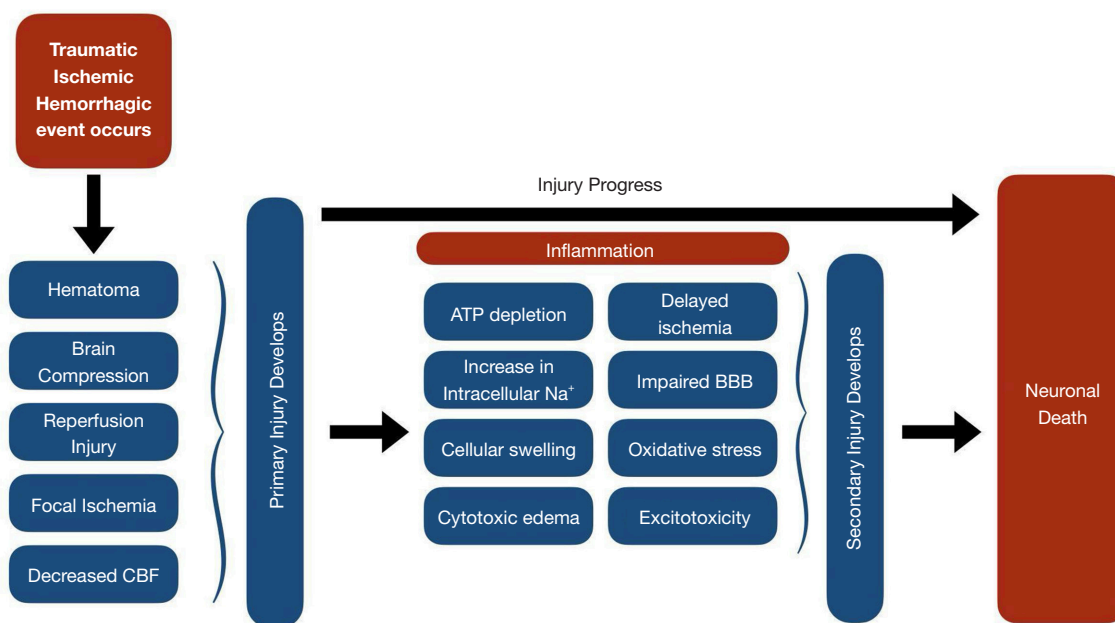 Traumatic
Ischemic
Hemorrhagic
event occurs
Hematoma
Brain
Compression
Reperfusion
Injury
Focal Ischemia
Decreased CBF
Primary Injury Develops
Injury Progress
Inflammation
ATP depletion
Increase in
Intracellular Na⁺
Cellular swelling
Cytotoxic edema
Delayed
ischemia
Impaired BBB
Oxidative stress
Excitotoxicity
Secondary Injury Develops
Neuronal
Death